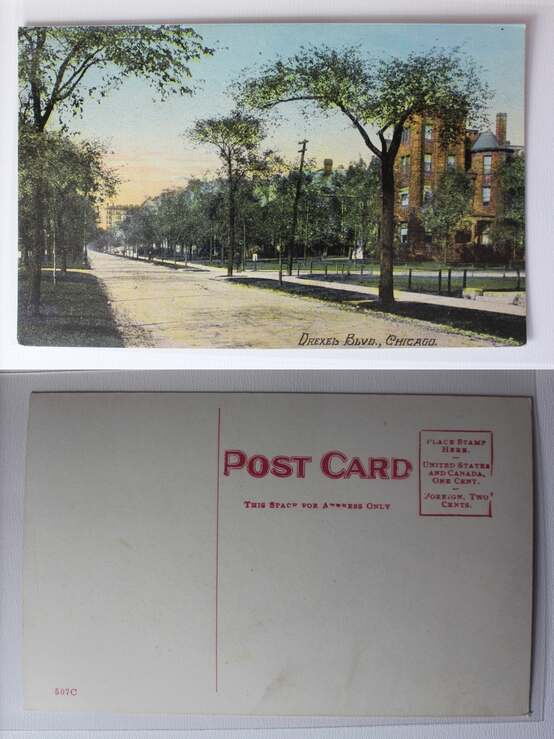 DREXEL BLVD., CHICAGO.
POST CARD
THIS SPACE FOR ADDRESS ONLY
PLACE STAMP
HERE.
UNITED STATES
AND CANADA,
ONE CENT.
FOREIGN, TWO
CENTS.
507C